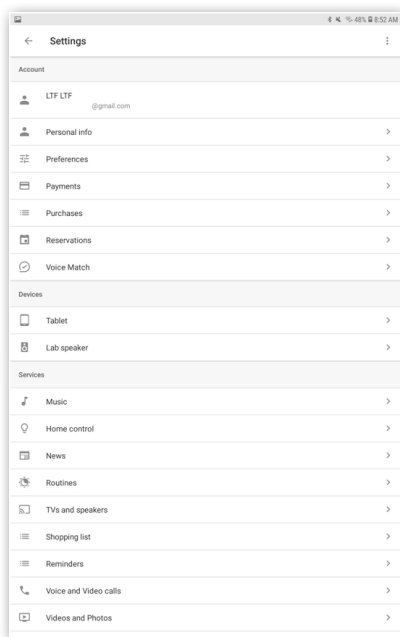 48% 8:52 AM
Settings
Account
LTF LTF
@gmail.com
Personal info
Preferences
Payments
Purchases
Reservations
Voice Match
Devices
Tablet
Lab speaker
Services
Music
Home control
News
Routines
TVs and speakers
Shopping list
Reminders
Voice and Video calls
Videos and Photos